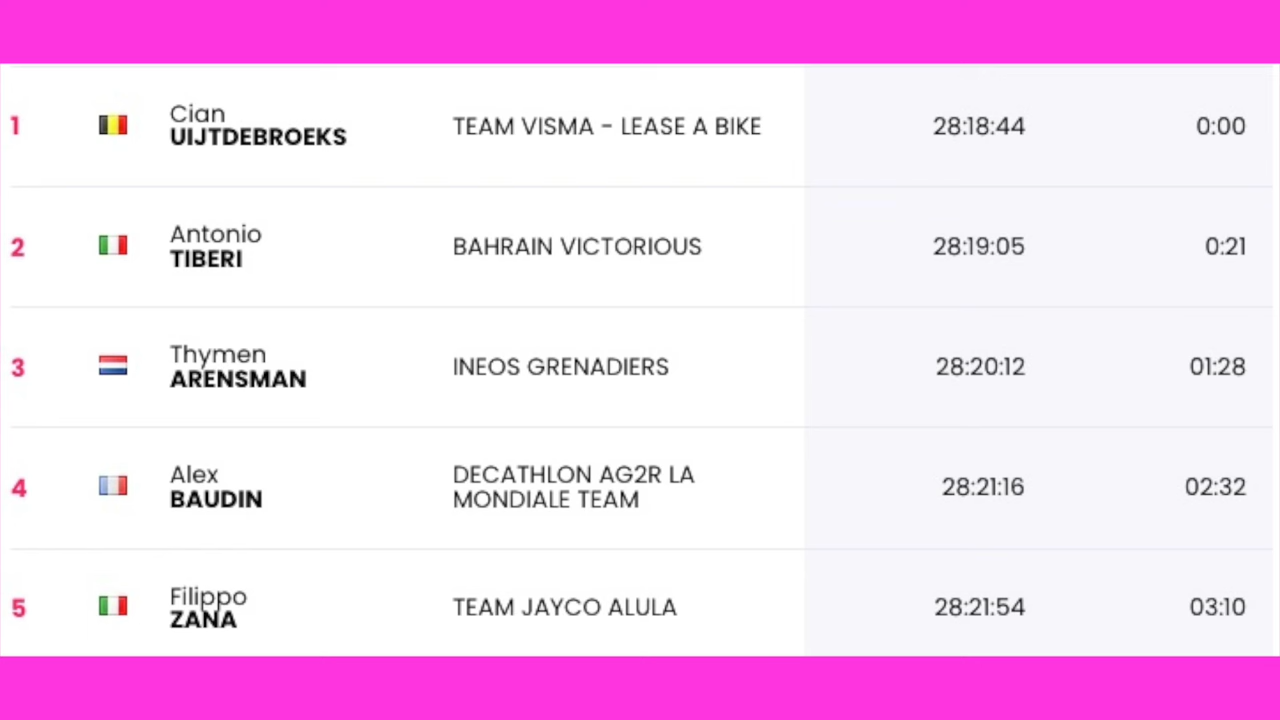 1
Cian
UIJTDEBROEKS
TEAM VISMA - LEASE A BIKE
28:18:44
0:00
2
Antonio
TIBERI
BAHRAIN VICTORIOUS
28:19:05
0:21
3
Thymen
ARENSMAN
INEOS GRENADIERS
28:20:12
01:28
4
Alex
BAUDIN
DECATHLON AG2R LA
MONDIALE TEAM
28:21:16
02:32
5
Filippo
ZANA
TEAM JAYCO ALULA
28:21:54
03:10